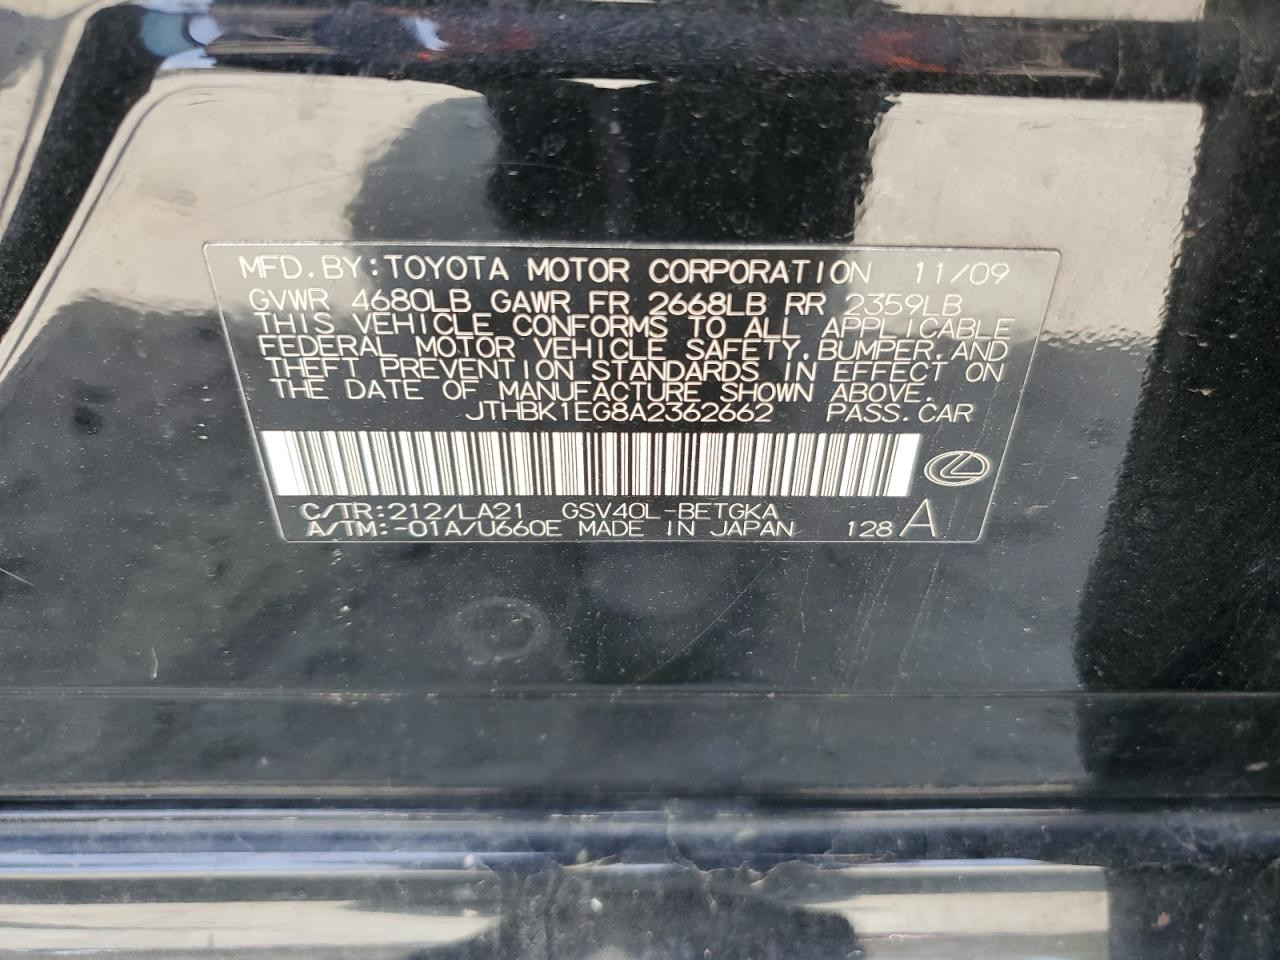 MFD.BY:TOYOTA MOTOR CORPORATION 11/09
GVWR 4680LB GAWR FR 2668LB RR 2359LB
THIS VEHICLE CONFORMS TO ALL APPLICABLE
FEDERAL MOTOR VEHICLE SAFETY,BUMPER,AND
THEFT PREVENTION STANDARDS IN EFFECT ON
THE DATE OF MANUFACTURE SHOWN ABOVE.
JTHBK1EG8A2362662 PASS.CAR
C/TR:212/LA21 GSV40L-BETGKA
A/TM:-01A/U660E MADE IN JAPAN 128 A